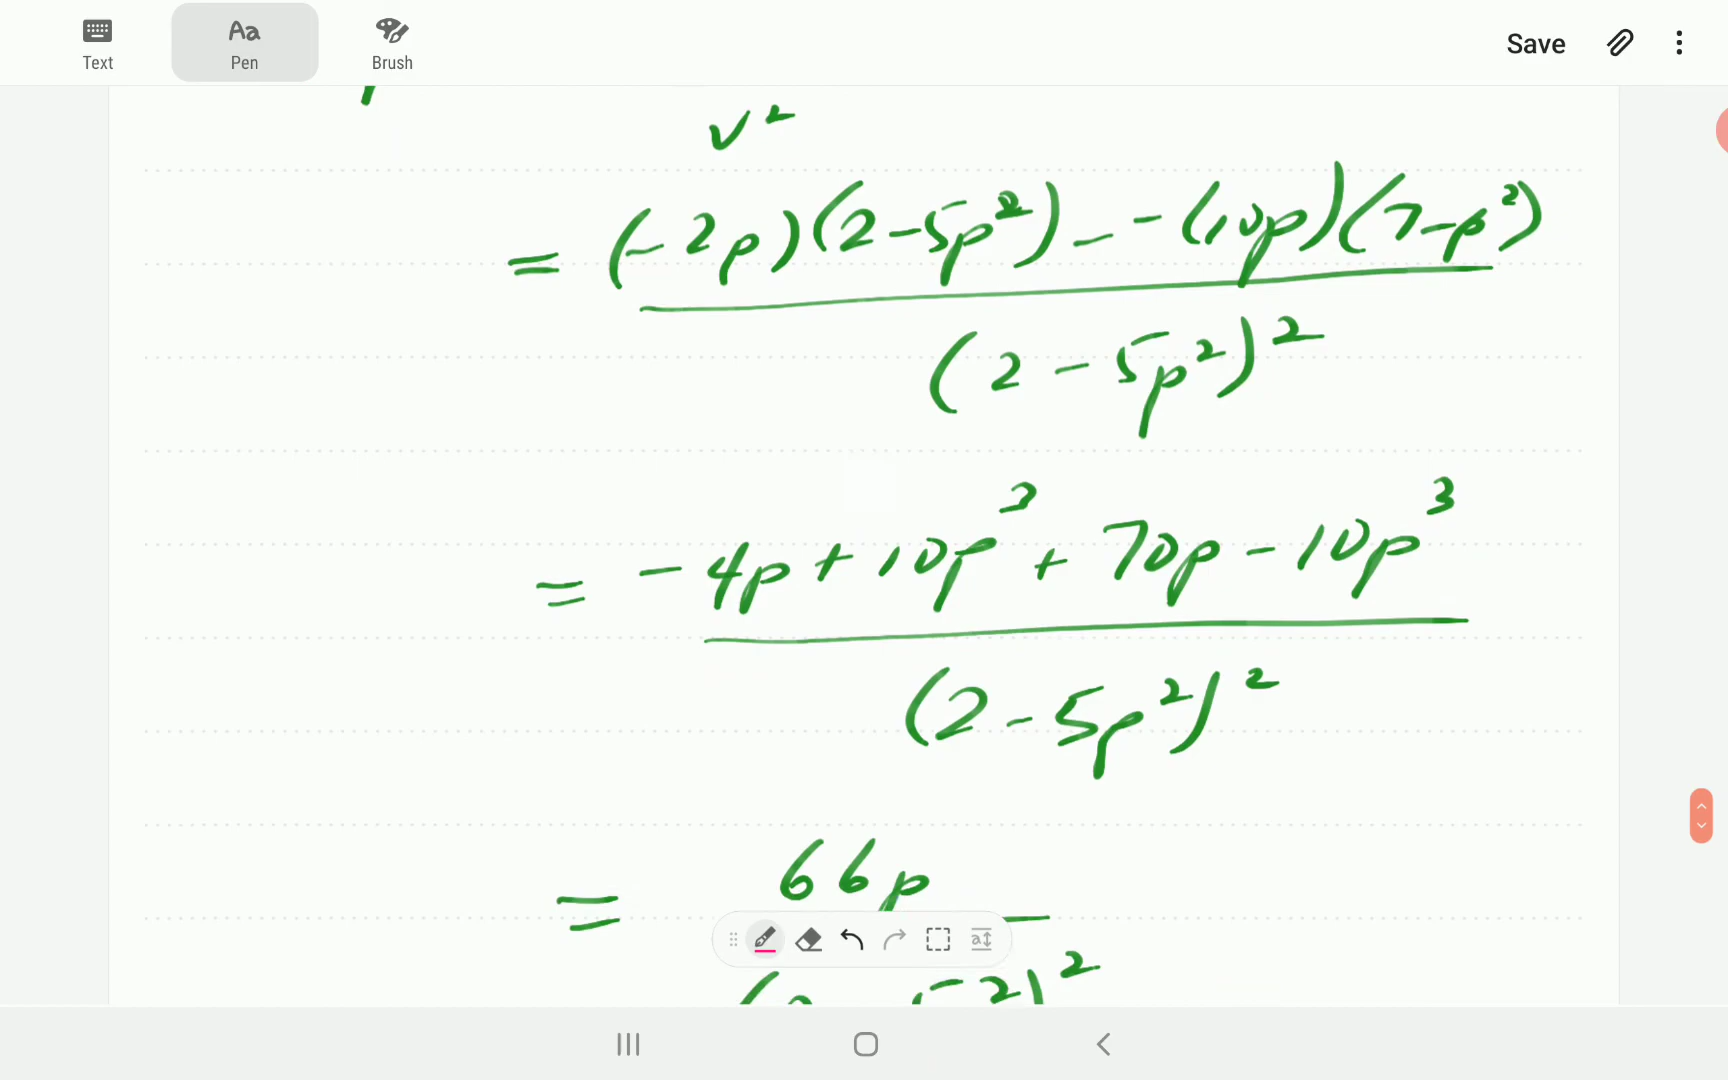 Text Pen Brush Save
v²
= (-2p)(2-5p²) - -(10p)(7-p²)
(2-5p²)²
= -4p+10p³+70p-10p³
(2-5p²)²
= 66p
²